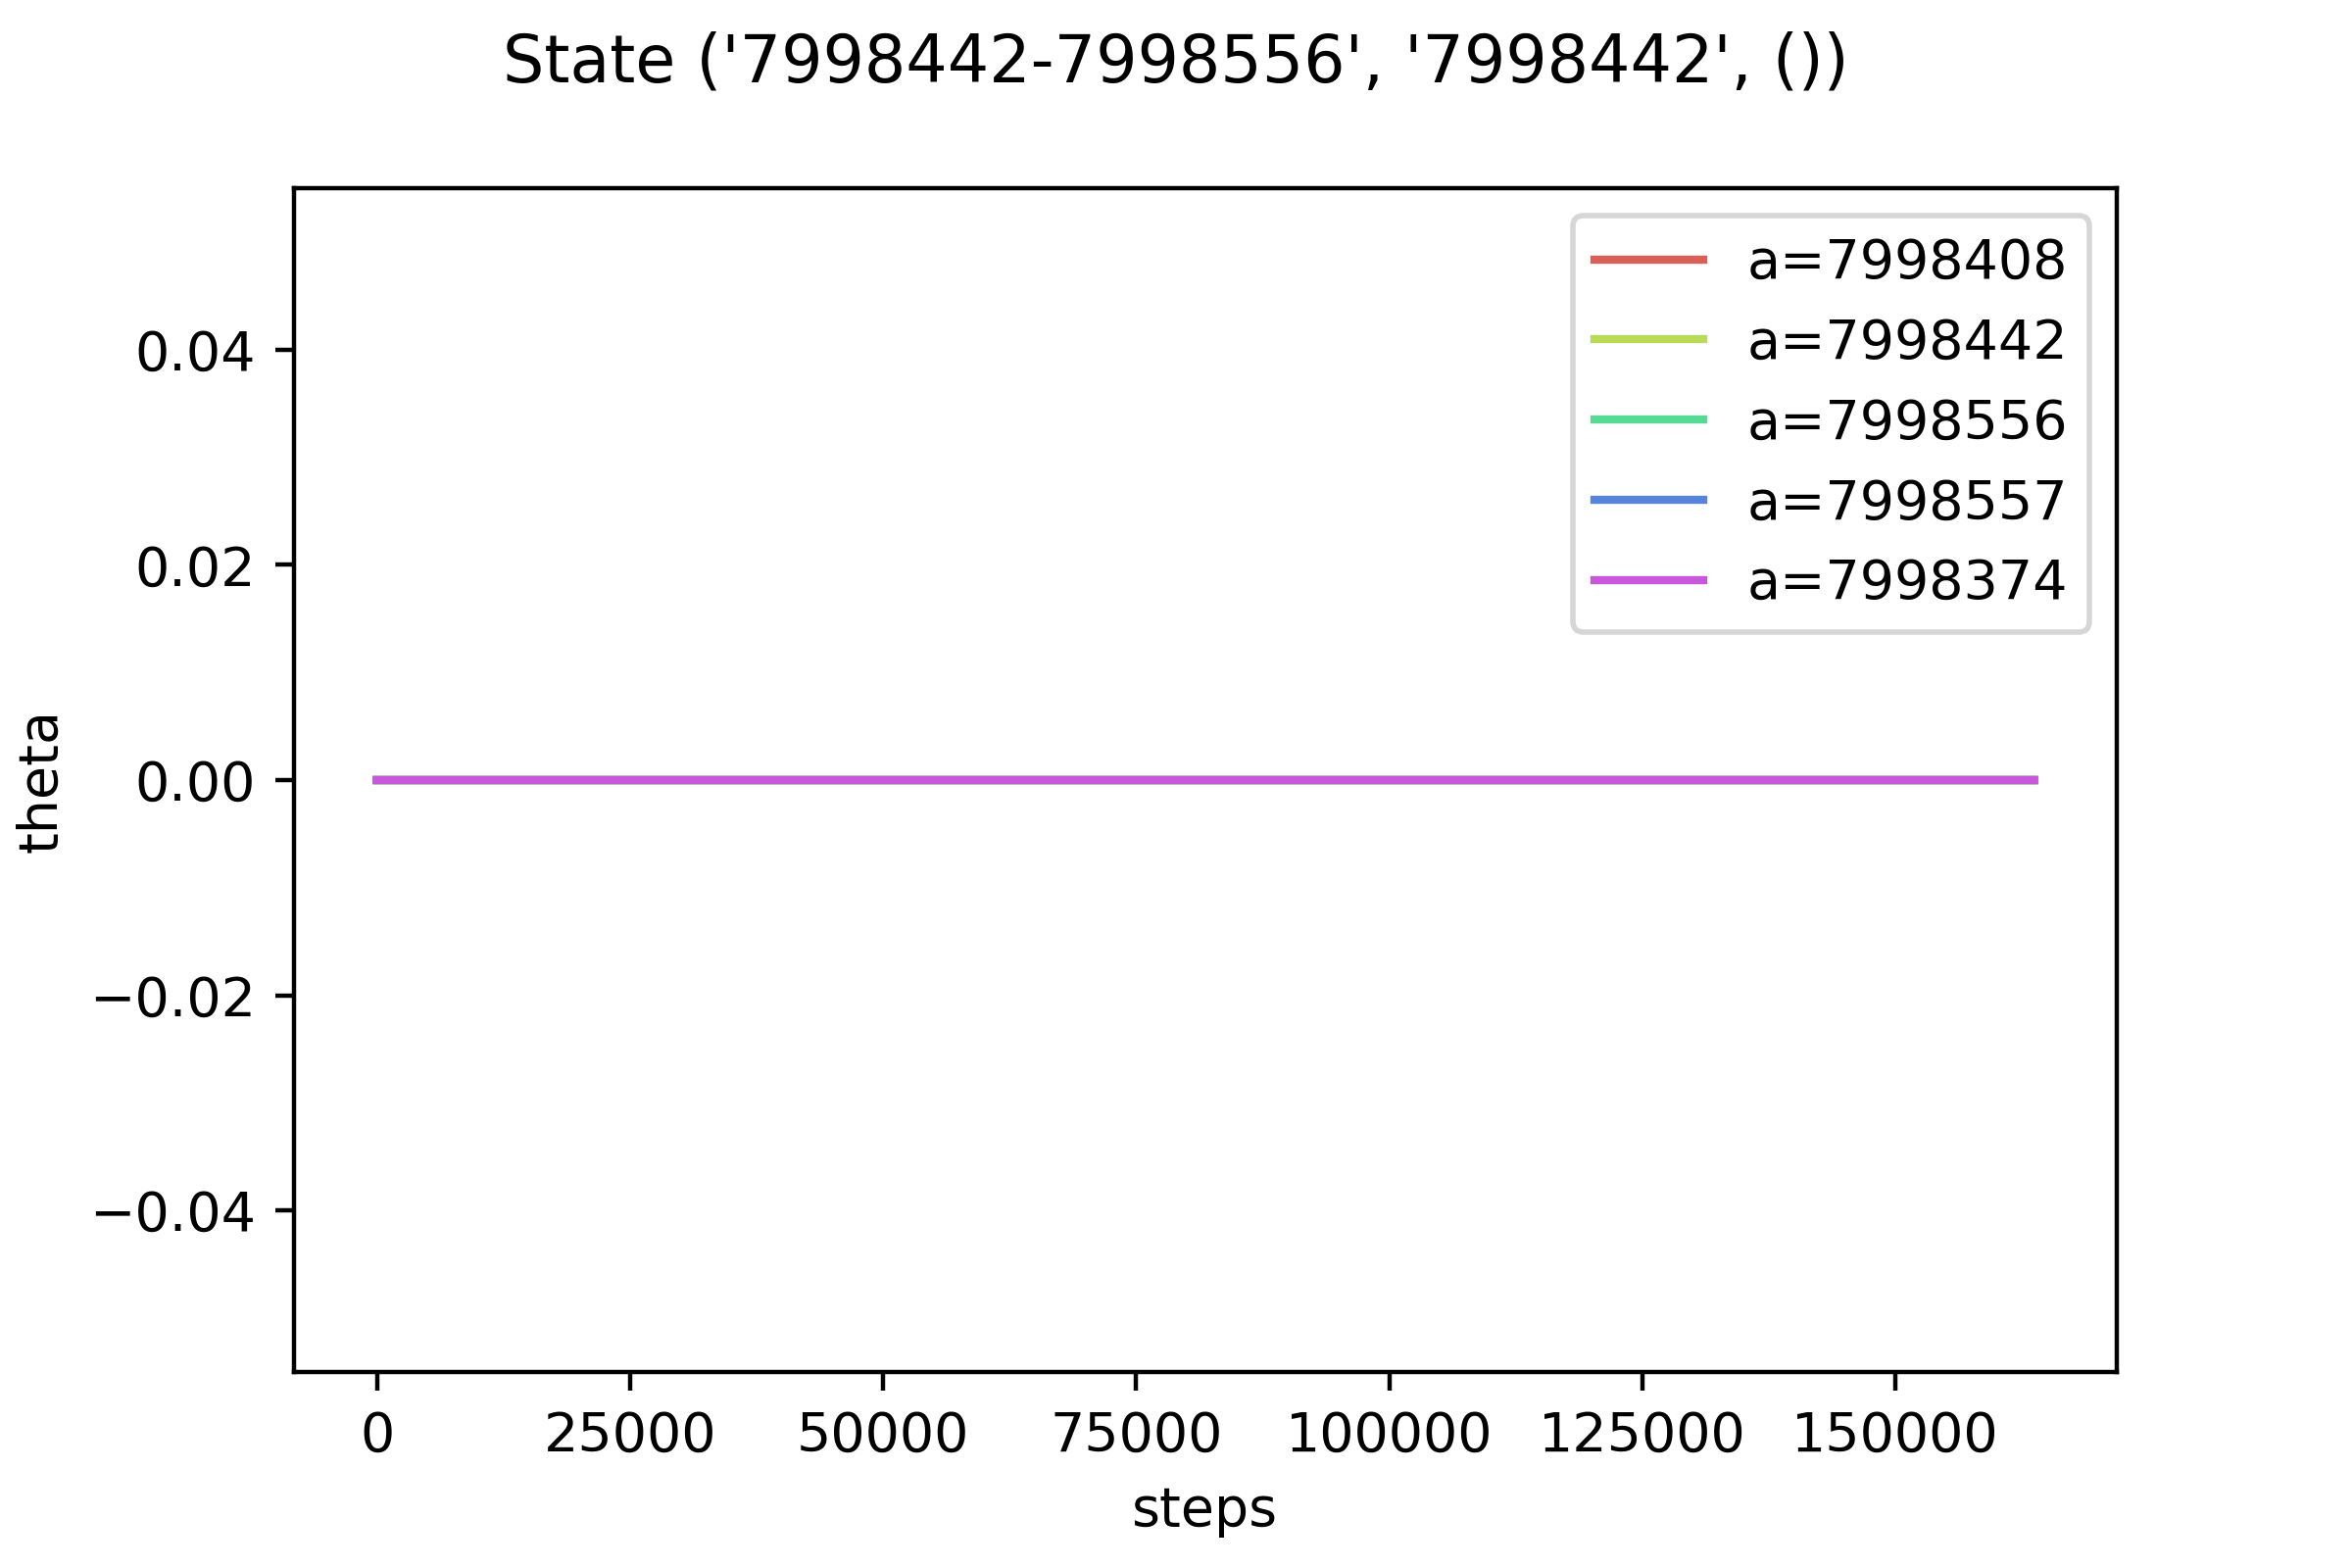 State ('7998442-7998556', '7998442', ())
a=7998408
a=7998442
a=7998556
a=7998557
a=7998374
0.04
0.02
0.00
−0.02
−0.04
theta
0 25000 50000 75000 100000 125000 150000
steps